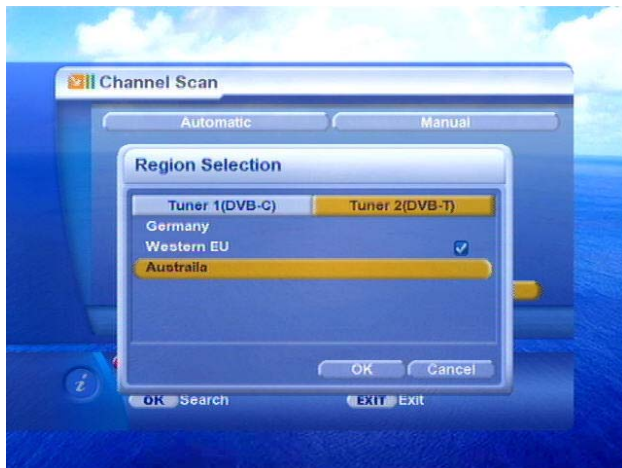 Channel Scan
Automatic Manual
Region Selection
Tuner 1(DVB-C) Tuner 2(DVB-T)
Germany
Western EU
Austraila
OK Cancel
i
OK Search EXIT Exit